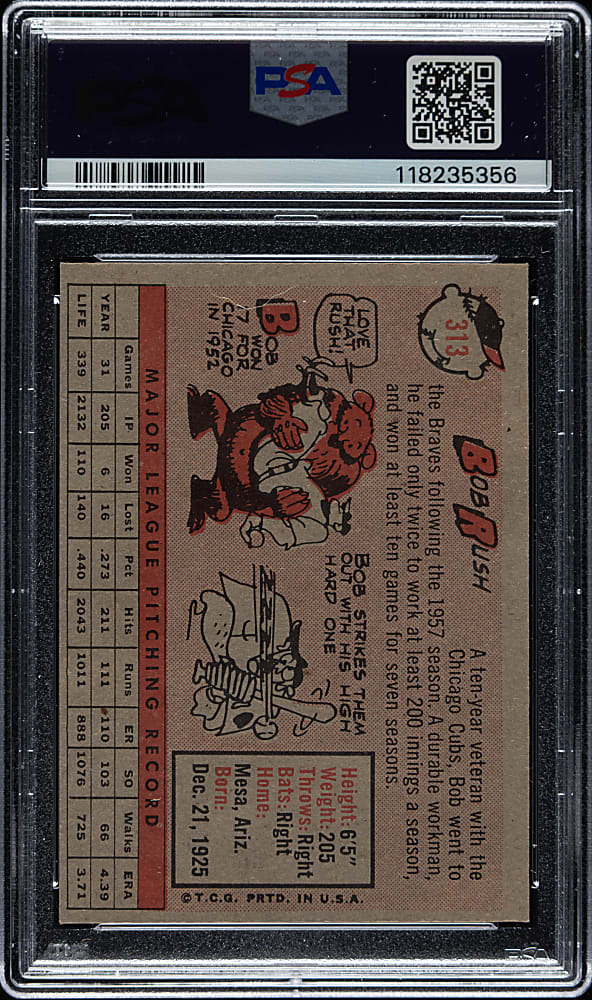 PSA
118235356
313
BOB RUSH
A ten-year veteran with the
Chicago Cubs, Bob went to
the Braves following the 1957 season. A durable workman,
he failed only twice to work at least 200 innings a season,
and won at least ten games for seven seasons.
LOVE
THAT
RUSH!
BOB
WON
17 FOR
CHICAGO
IN 1952
BOB STRIKES THEM
OUT WITH HIS HIGH
HARD ONE
Height: 6'5"
Weight: 205
Throws: Right
Bats: Right
Home:
Mesa, Ariz.
Born:
Dec. 21, 1925
MAJOR LEAGUE PITCHING RECORD
Games IP Won Lost Pct Hits Runs ER SO Walks ERA
YEAR 31 205 6 16 .273 211 111 110 103 66 4.39
LIFE 339 2132 110 140 .440 2043 1011 888 1076 725 3.71
© T.C.G. PRTD. IN U.S.A.
PSA